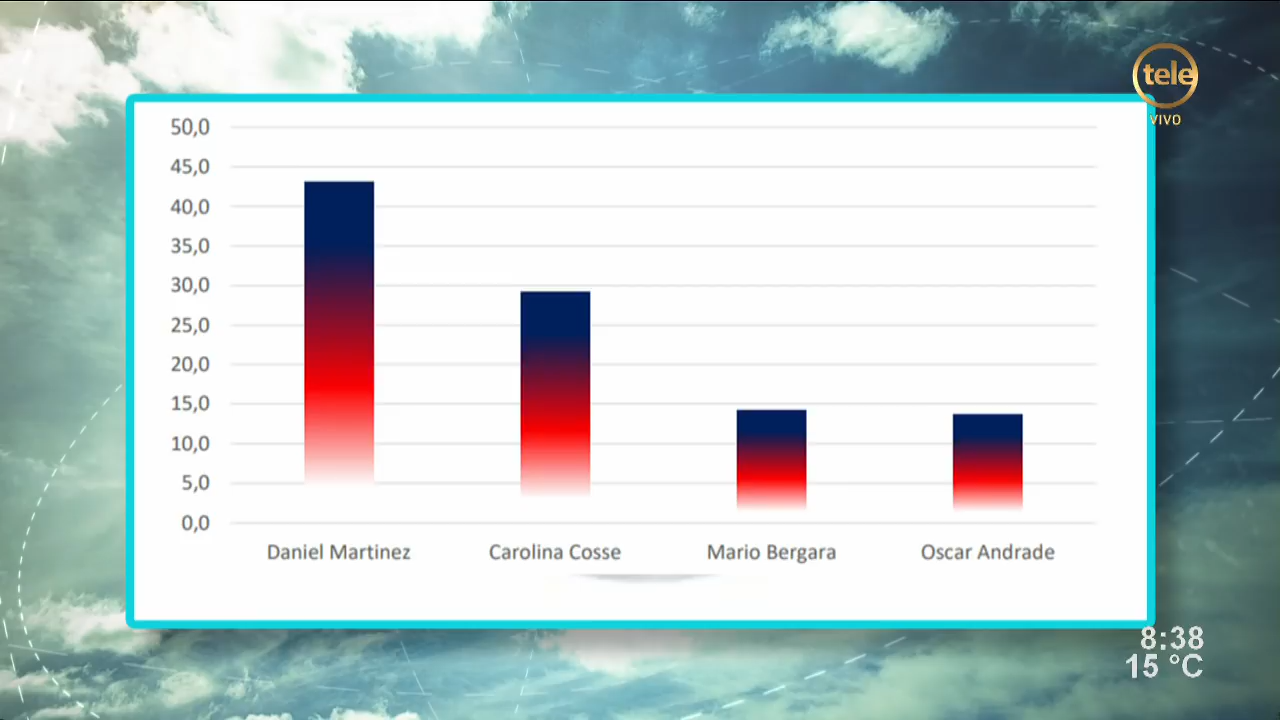 tele
VIVO
50,0
45,0
40,0
35,0
30,0
25,0
20,0
15,0
10,0
5,0
0,0
Daniel Martinez
Carolina Cosse
Mario Bergara
Oscar Andrade
8:38
15 °C